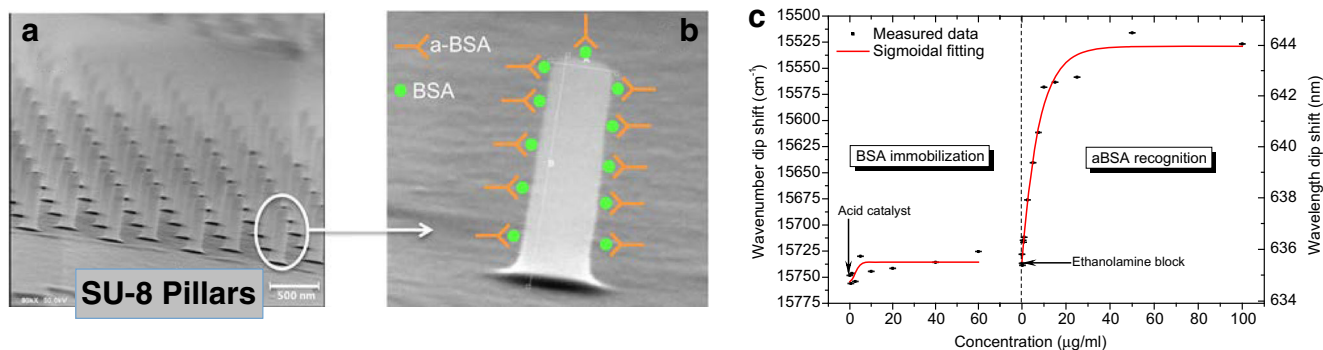 a
SU-8 Pillars
500 nm
b
a-BSA
BSA
c
Wavenumber dip shift (cm⁻¹)
15500
15525
15550
15575
15600
15625
15650
15675
15700
15725
15750
15775
Measured data
Sigmoidal fitting
BSA immobilization
aBSA recognition
Acid catalyst
Ethanolamine block
644
642
640
638
636
634
Wavelength dip shift (nm)
0 20 40 60 0 20 40 60 80 100
Concentration (µg/ml)